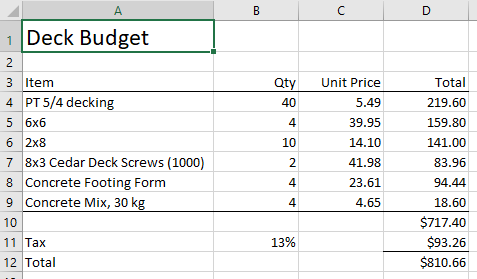 A B C D
1 Deck Budget
2
3 Item Qty Unit Price Total
4 PT 5/4 decking 40 5.49 219.60
5 6x6 4 39.95 159.80
6 2x8 10 14.10 141.00
7 8x3 Cedar Deck Screws (1000) 2 41.98 83.96
8 Concrete Footing Form 4 23.61 94.44
9 Concrete Mix, 30 kg 4 4.65 18.60
10 $717.40
11 Tax 13% $93.26
12 Total $810.66